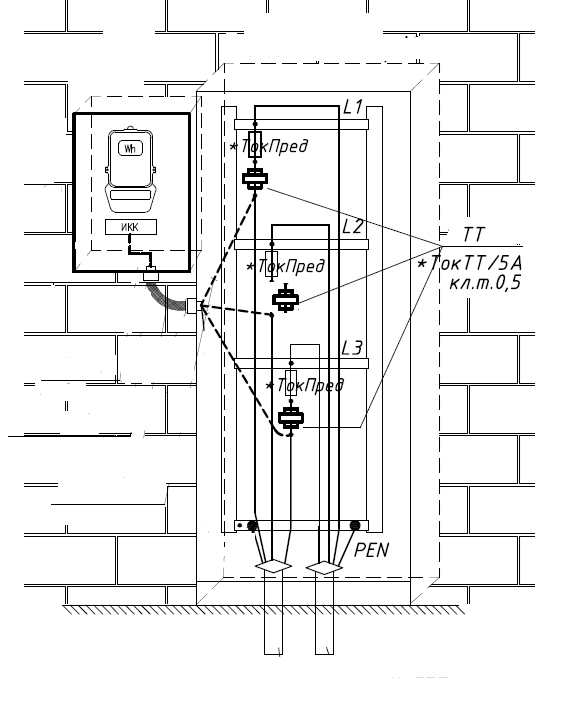 L1
*ТокПред
Wh
ИКК
L2
*ТокПред
ТТ
*ТокТТ/5А
кл.т.0,5
L3
*ТокПред
PEN